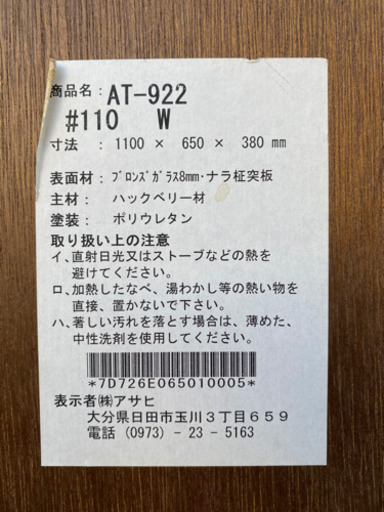 商品名： AT-922
#110 W
寸法 ： 1100 × 650 × 380 mm
表面材： ﾌﾞﾛﾝｽﾞｶﾞﾗｽ8mm･ナラ柾突板
主材： ハックベリー材
塗装： ポリウレタン
取り扱い上の注意
イ、直射日光又はストーブなどの熱を
避けてください。
ロ、加熱したなべ、湯わかし等の熱い物を
直接、置かないで下さい。
ハ、著しい汚れを落とす場合は、薄めた、
中性洗剤を使用してください。
*7D726E065010005*
表示者㈱アサヒ
大分県日田市玉川３丁目６５９
電話 (0973) - 23 - 5163